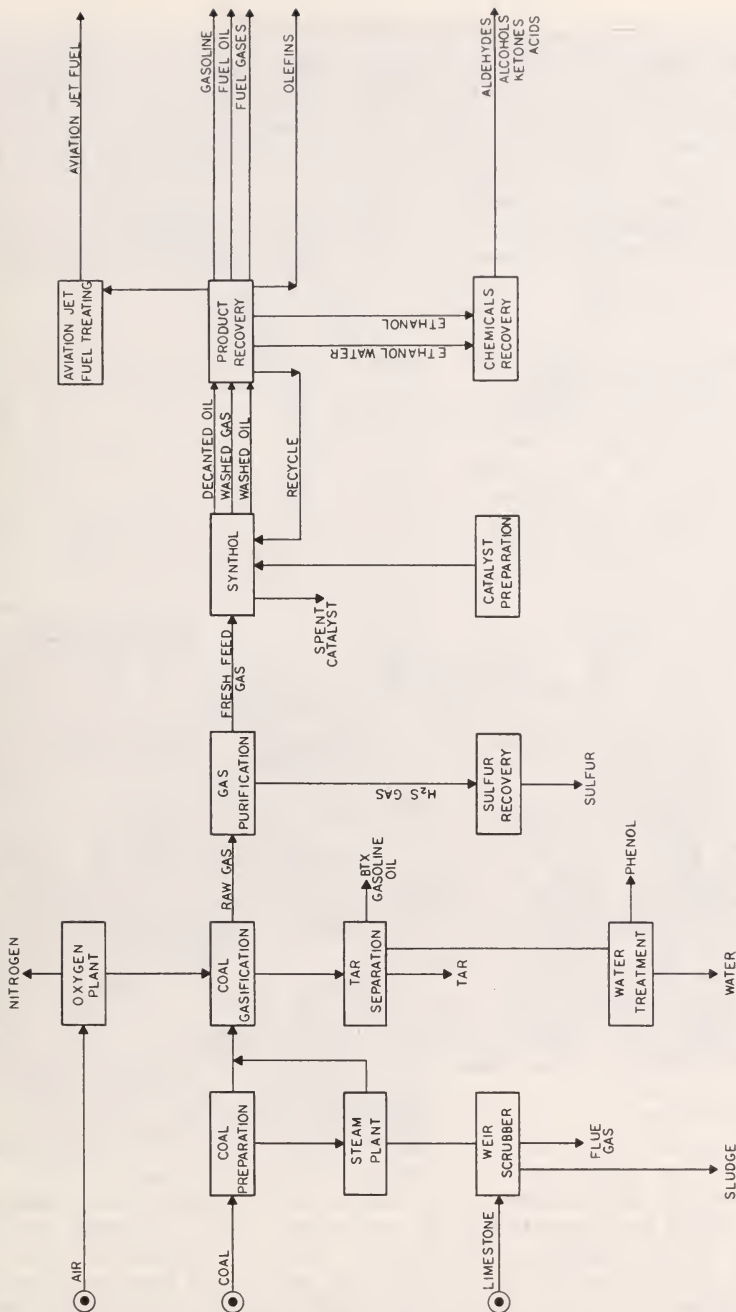 AIR
NITROGEN
OXYGEN
PLANT
AVIATION JET
FUEL TREATING
AVIATION JET FUEL
COAL
COAL
PREPARATION
COAL
GASIFICATION
RAW GAS
GAS
PURIFICATION
FRESH FEED
GAS
SYNTHOL
DECANTED OIL
WASHED GAS
WASHED OIL
PRODUCT
RECOVERY
GASOLINE
FUEL OIL
FUEL GASES
OLEFINS
RECYCLE
SPENT
CATALYST
STEAM
PLANT
TAR
SEPARATION
BTX
GASOLINE
OIL
TAR
H₂S GAS
ETHANOL WATER
ETHANOL
LIMESTONE
WEIR
SCRUBBER
FLUE
GAS
SLUDGE
SULFUR
RECOVERY
SULFUR
CATALYST
PREPARATION
CHEMICALS
RECOVERY
ALDEHYDES
ALCOHOLS
KETONES
ACIDS
WATER
TREATMENT
PHENOL
WATER